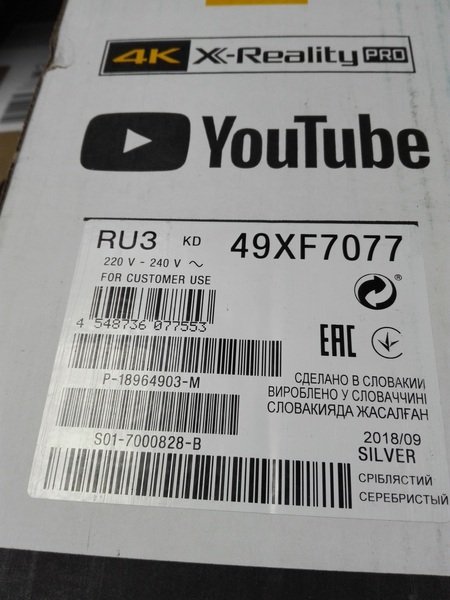 4K X-Reality PRO
YouTube
RU3 KD 49XF7077
220 V - 240 V ~
FOR CUSTOMER USE
®
4 548736 077553
EAC
P-18964903-M
СДЕЛАНО В СЛОВАКИИ
ВИРОБЛЕНО У СЛОВАЧЧИНІ
СЛОВАКИЯДА ЖАСАЛҒАН
S01-7000828-B
2018/09
SILVER
СРІБЛЯСТИЙ
СЕРЕБРИСТЫЙ